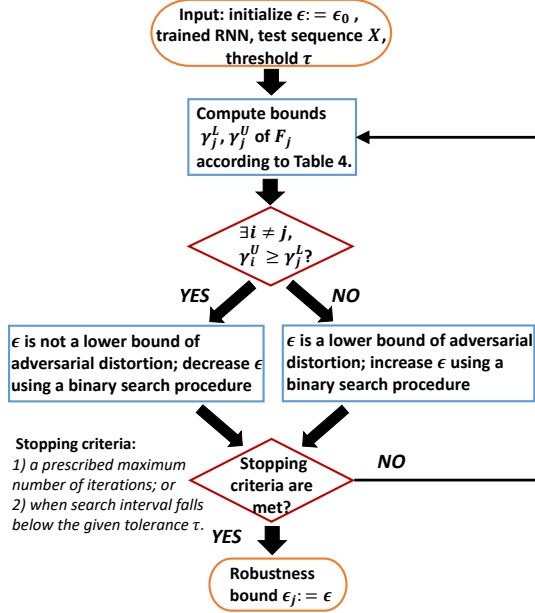 Input: initialize ϵ: = ϵ₀ ,
trained RNN, test sequence X,
threshold τ
Compute bounds
γⱼᴸ, γⱼᵁ of Fⱼ
according to Table 4.
∃i ≠ j,
γᵢᵁ ≥ γⱼᴸ?
YES
NO
ϵ is not a lower bound of
adversarial distortion; decrease ϵ
using a binary search procedure
ϵ is a lower bound of adversarial
distortion; increase ϵ using a
binary search procedure
Stopping criteria:
1) a prescribed maximum
number of iterations; or
2) when search interval falls
below the given tolerance τ.
Stopping
criteria are
met?
NO
YES
Robustness
bound ϵⱼ: = ϵ